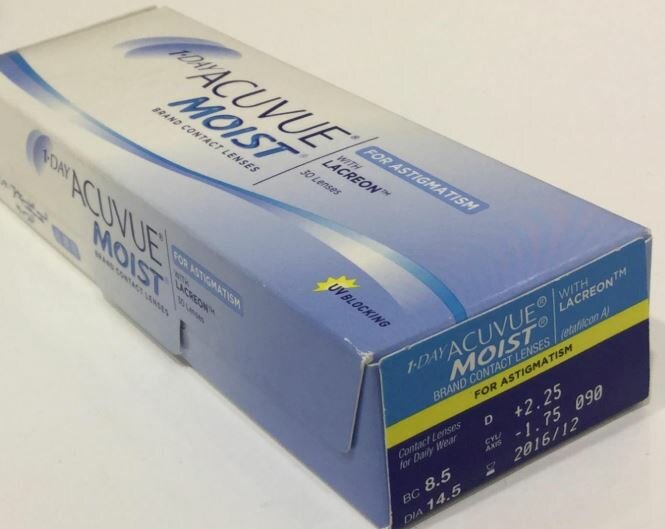 1·DAY ACUVUE®
MOIST®
BRAND CONTACT LENSES
WITH
LACREON™
30 Lenses
FOR ASTIGMATISM
UV BLOCKING
1·DAY ACUVUE®
MOIST®
BRAND CONTACT LENSES
FOR ASTIGMATISM
WITH
LACREON™
30 Lenses
1·DAY ACUVUE®
MOIST®
BRAND CONTACT LENSES
WITH
LACREON™
(etafilcon A)
FOR ASTIGMATISM
Contact Lenses
for Daily Wear
D +2.25
CYL/
AXIS -1.75 090
2016/12
BC 8.5
DIA 14.5